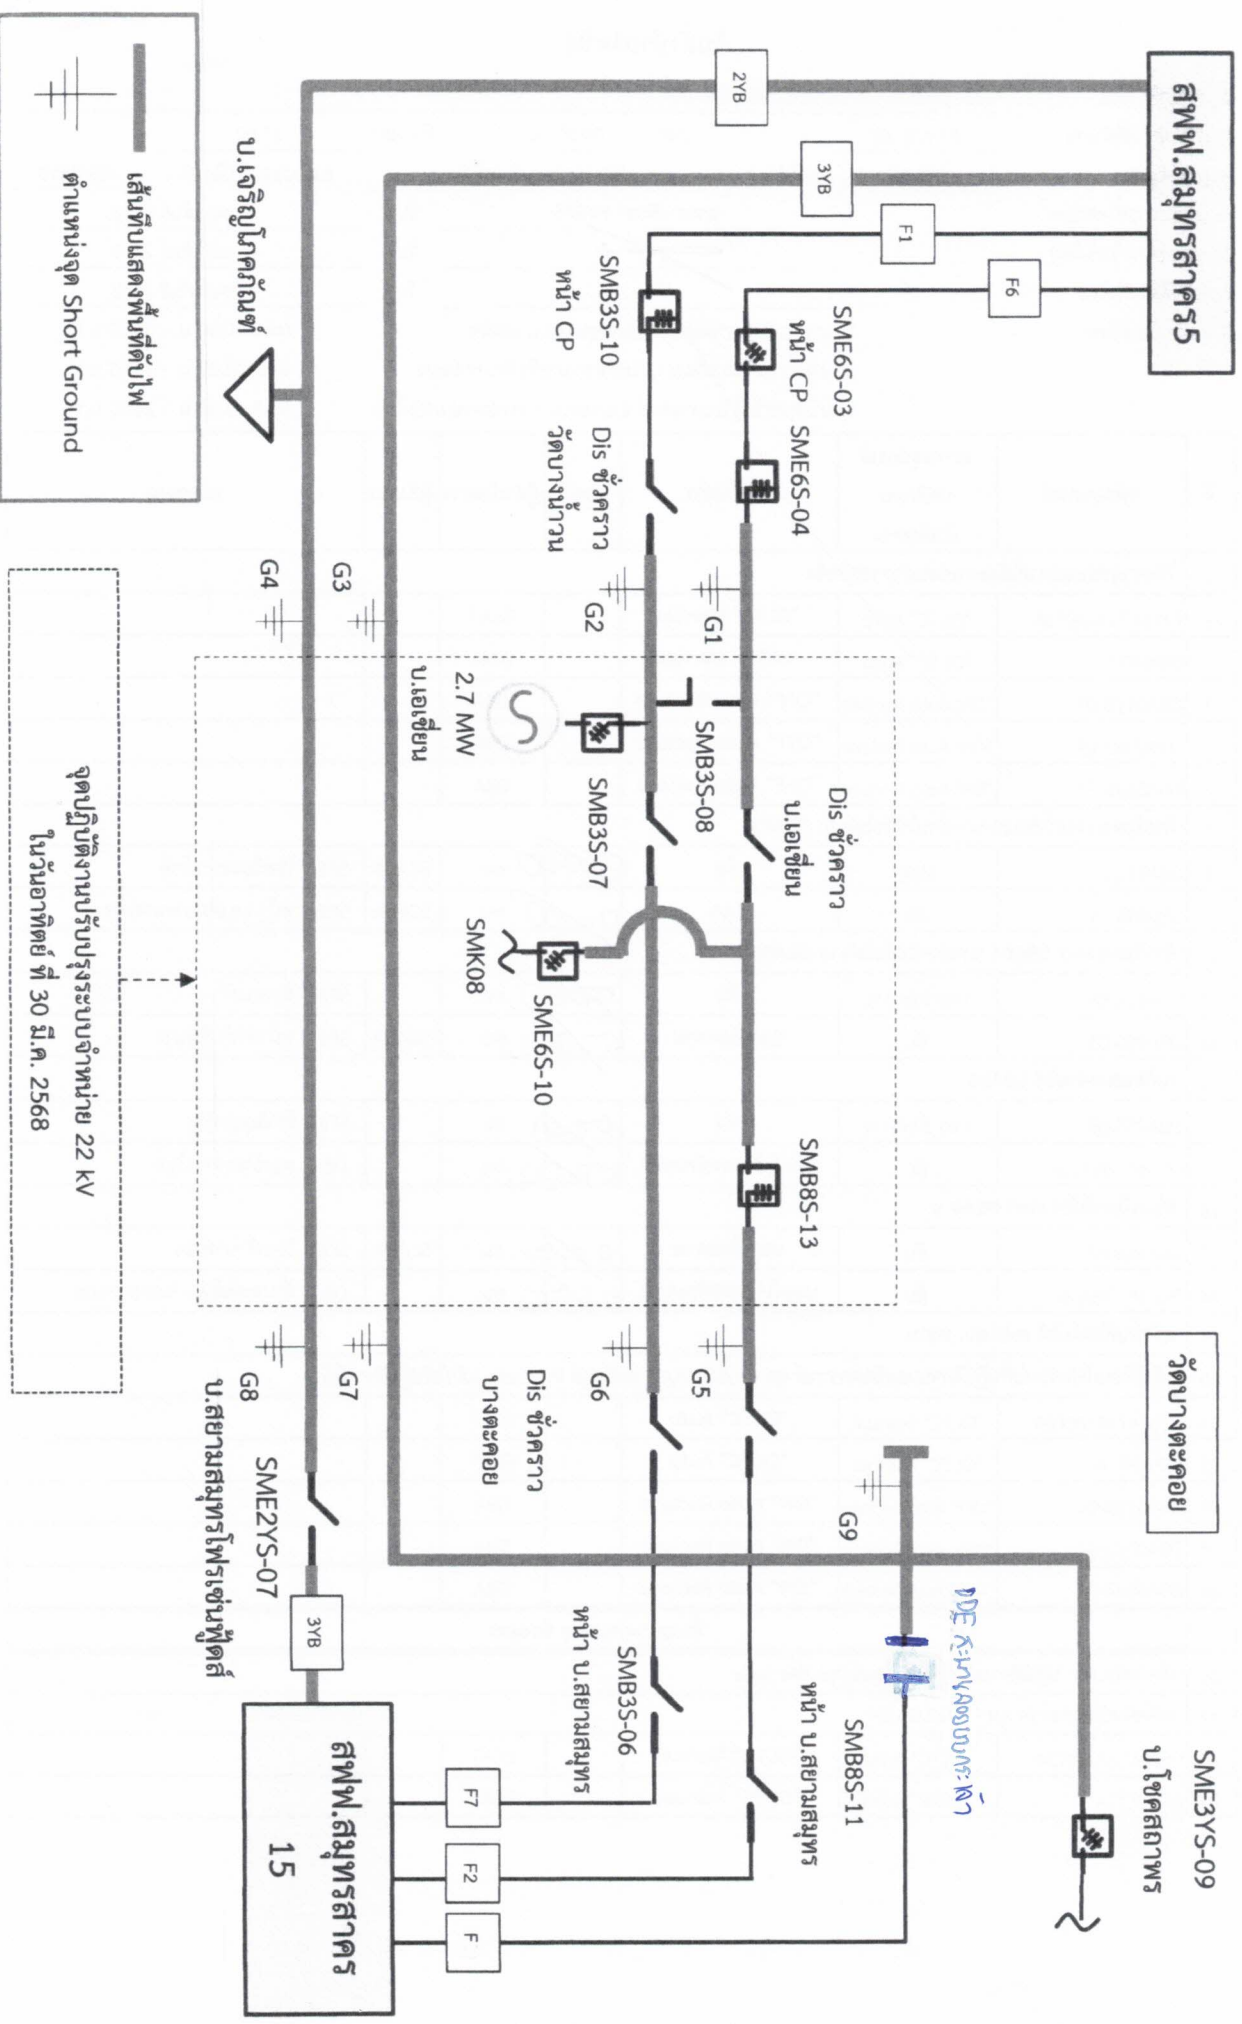 สฟฟ.สมุทรสาคร5
2YB
3YB
F1
F6
SMB3S-10
หน้า CP
SME6S-03
หน้า CP
SME6S-04
Dis ชั่วคราว
วัดบางน้ำวน
บ.เจริญโภคภัณฑ์
G1
G2
G3
G4
SMB3S-08
2.7 MW
บ.เอเชี่ยน
SMB3S-07
Dis ชั่วคราว
บ.เอเชี่ยน
SMK08
SME6S-10
SMB8S-13
G5
G6
G7
G8
Dis ชั่วคราว
บางตะคอย
วัดบางตะคอย
G9
SME2YS-07
บ.สยามสมุทรโฟรเซ่นฟู้ดส์
3YB
SMB3S-06
หน้า บ.สยามสมุทร
SMB8S-11
หน้า บ.สยามสมุทร
DDE
SME3YS-09
บ.โชคสถาพร
F7
F2
F
สฟฟ.สมุทรสาคร
15
เส้นทึบแสดงพื้นที่ดับไฟ
ตำแหน่งจุด Short Ground
จุดปฏิบัติงานปรับปรุงระบบจำหน่าย 22 kV
ในวันอาทิตย์ ที่ 30 มี.ค. 2568